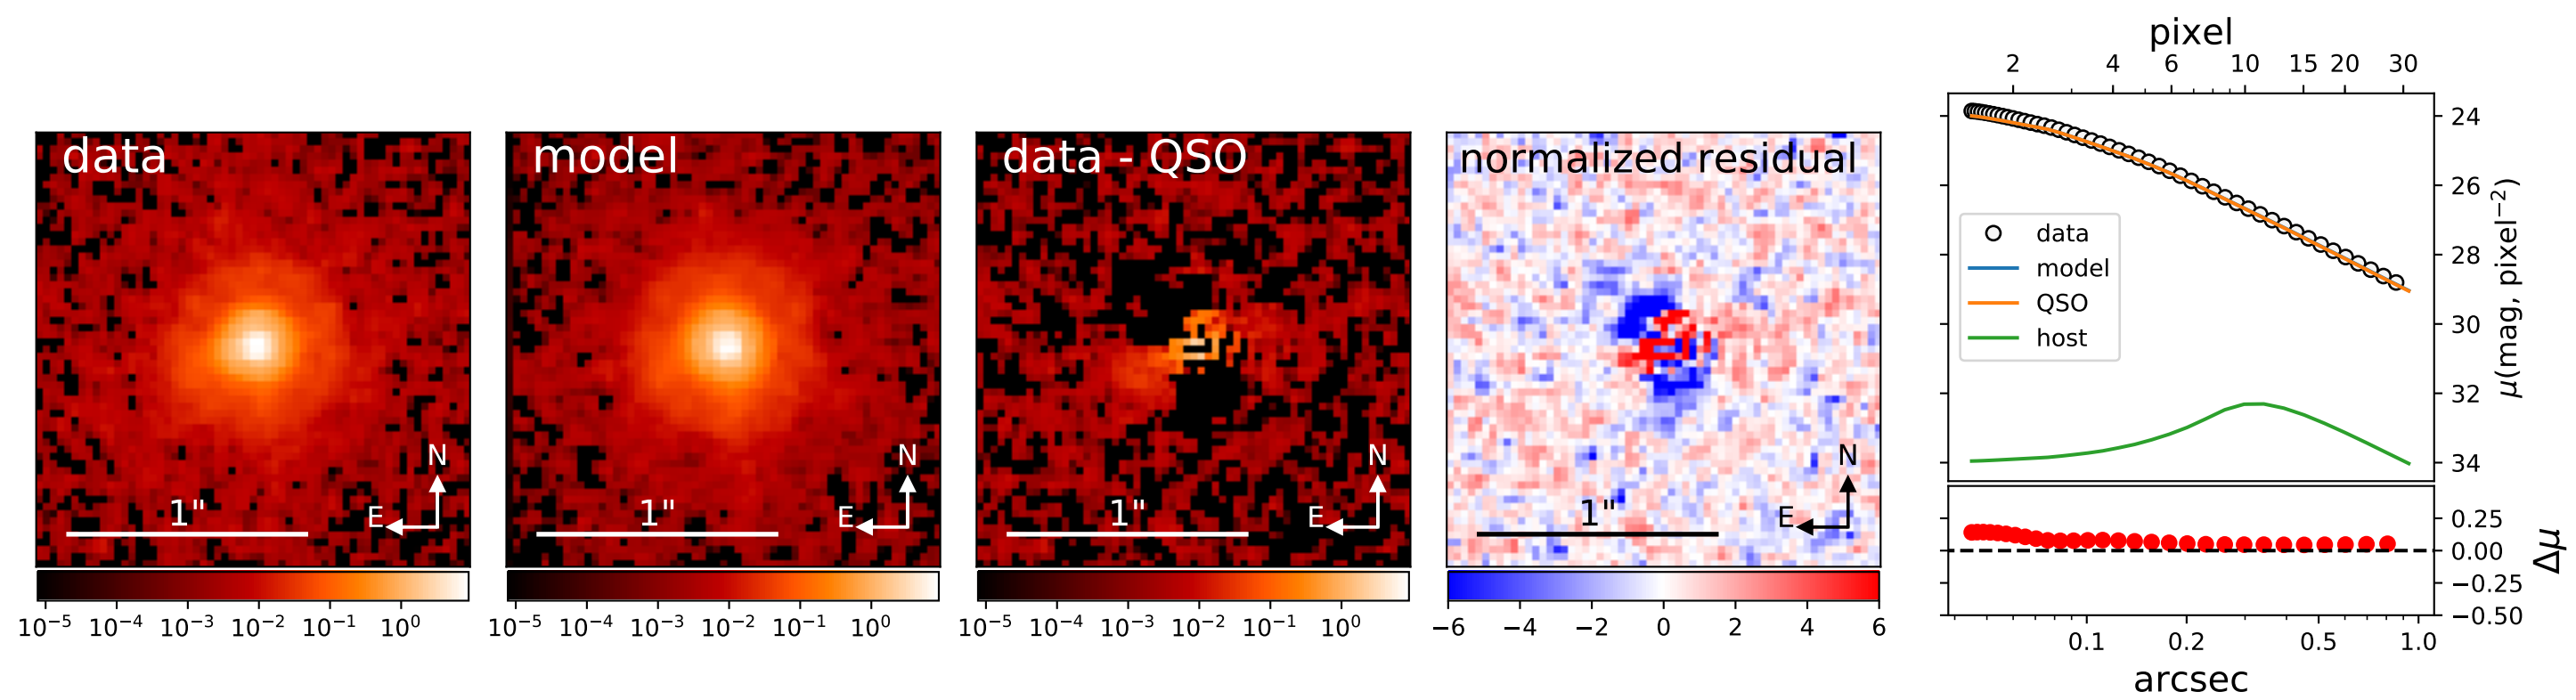 data
N
E
1"
10⁻⁵ 10⁻⁴ 10⁻³ 10⁻² 10⁻¹ 10⁰
model
N
E
1"
10⁻⁵ 10⁻⁴ 10⁻³ 10⁻² 10⁻¹ 10⁰
data - QSO
N
E
1"
10⁻⁵ 10⁻⁴ 10⁻³ 10⁻² 10⁻¹ 10⁰
normalized residual
N
E
1"
−6 −4 −2 0 2 4 6
pixel
2 4 6 10 15 20 30
data
model
QSO
host
24
26
28
30
32
34
μ(mag, pixel⁻²)
0.25
0.00
−0.25
−0.50
Δμ
0.1 0.2 0.5 1.0
arcsec